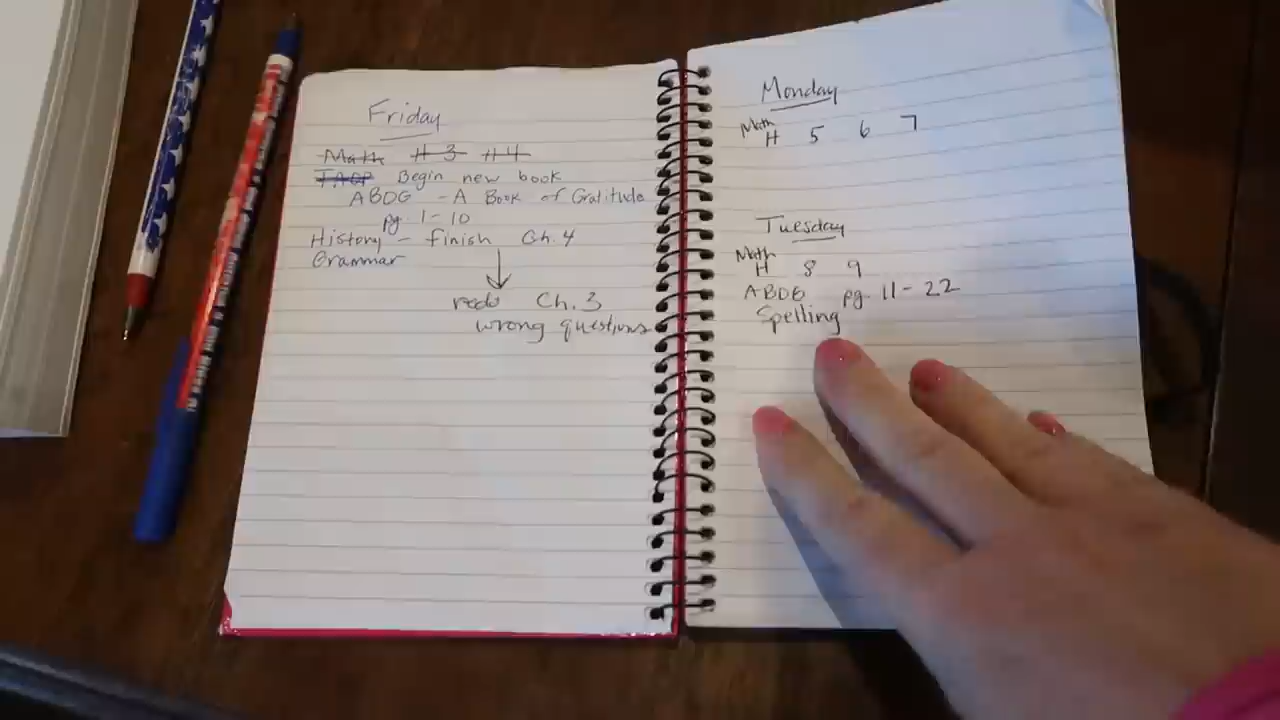 Friday
Math #3 #4
Begin new book
ABOG - A Book of Gratitude
pg. 1-10
History - finish Ch. 4
Grammar
redo Ch. 3
wrong questions
Monday
Math
H 5 6 7
Tuesday
Math
H 8 9
ABOG pg. 11-22
Spelling